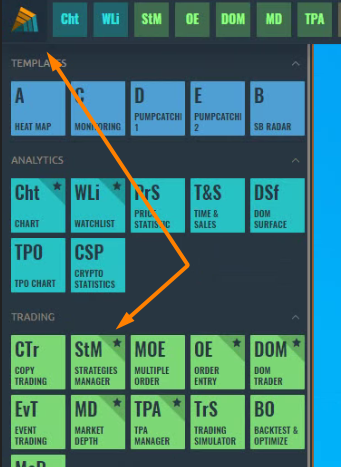 Cht WLi StM OE DOM MD TPA
TEMPLATES
A C D E B
HEAT MAP MONITORING PUMPCATCHI 1 PUMPCATCHI 2 SB RADAR
ANALYTICS
Cht WLi PrS T&S DSf
CHART WATCHLIST PRICE STATISTIC TIME & SALES DOM SURFACE
TPO CSP
TPO CHART CRYPTO STATISTICS
TRADING
CTr StM MOE OE DOM
COPY TRADING STRATEGIES MANAGER MULTIPLE ORDER ORDER ENTRY DOM TRADER
EvT MD TPA TrS BO
EVENT TRADING MARKET DEPTH TPA MANAGER TRADING SIMULATOR BACKTEST & OPTIMIZE